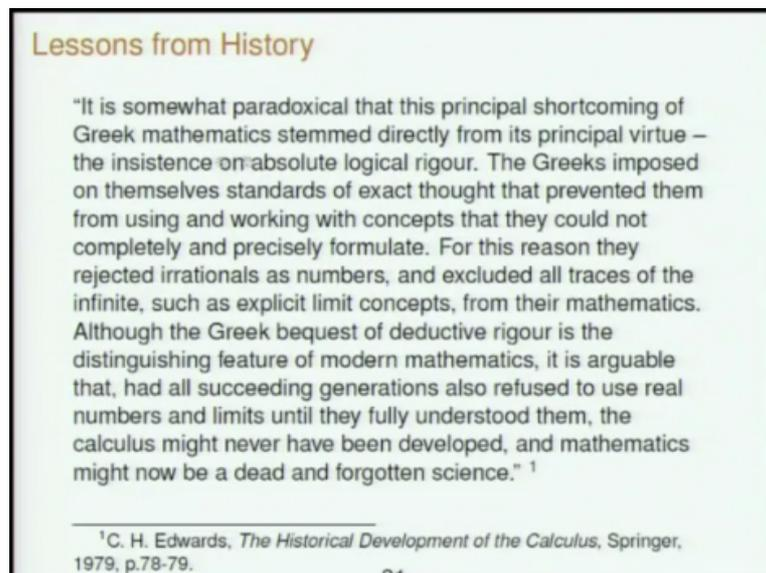 Lessons from History
“It is somewhat paradoxical that this principal shortcoming of
Greek mathematics stemmed directly from its principal virtue –
the insistence on absolute logical rigour. The Greeks imposed
on themselves standards of exact thought that prevented them
from using and working with concepts that they could not
completely and precisely formulate. For this reason they
rejected irrationals as numbers, and excluded all traces of the
infinite, such as explicit limit concepts, from their mathematics.
Although the Greek bequest of deductive rigour is the
distinguishing feature of modern mathematics, it is arguable
that, had all succeeding generations also refused to use real
numbers and limits until they fully understood them, the
calculus might never have been developed, and mathematics
might now be a dead and forgotten science.” 1
1C. H. Edwards, The Historical Development of the Calculus, Springer,
1979, p.78-79.